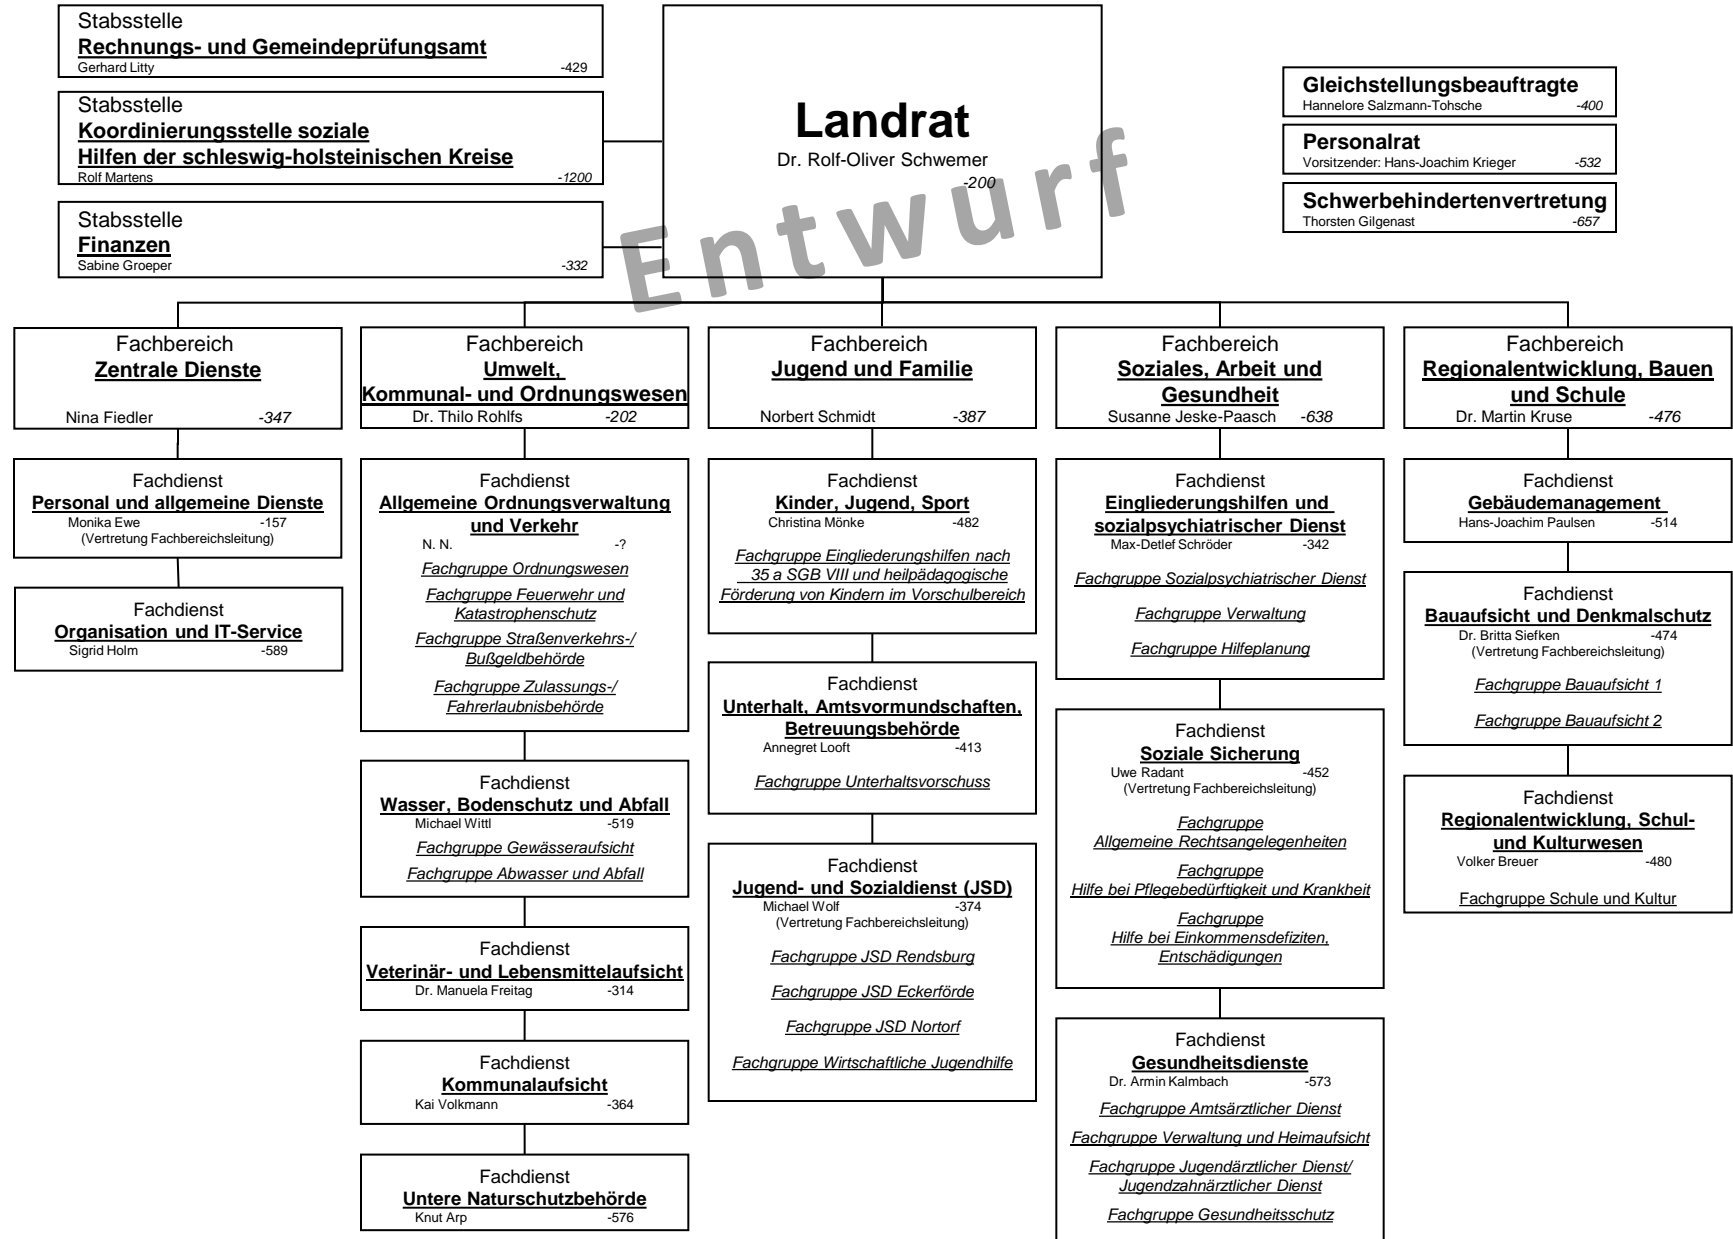 Stabsstelle
Rechnungs- und Gemeindeprüfungsamt
Gerhard Litty -429
Stabsstelle
Koordinierungsstelle soziale
Hilfen der schleswig-holsteinischen Kreise
Rolf Martens -1200
Stabsstelle
Finanzen
Sabine Groeper -332
Landrat
Dr. Rolf-Oliver Schwemer
-200
Entwurf
Gleichstellungsbeauftragte
Hannelore Salzmann-Tohsche -400
Personalrat
Vorsitzender: Hans-Joachim Krieger -532
Schwerbehindertenvertretung
Thorsten Gilgenast -657
Fachbereich
Zentrale Dienste
Nina Fiedler -347
Fachdienst
Personal und allgemeine Dienste
Monika Ewe -157
(Vertretung Fachbereichsleitung)
Fachdienst
Organisation und IT-Service
Sigrid Holm -589
Fachbereich
Umwelt,
Kommunal- und Ordnungswesen
Dr. Thilo Rohlfs -202
Fachdienst
Allgemeine Ordnungsverwaltung
und Verkehr
N. N. -?
Fachgruppe Ordnungswesen
Fachgruppe Feuerwehr und
Katastrophenschutz
Fachgruppe Straßenverkehrs-/
Bußgeldbehörde
Fachgruppe Zulassungs-/
Fahrerlaubnisbehörde
Fachdienst
Wasser, Bodenschutz und Abfall
Michael Wittl -519
Fachgruppe Gewässeraufsicht
Fachgruppe Abwasser und Abfall
Fachdienst
Veterinär- und Lebensmittelaufsicht
Dr. Manuela Freitag -314
Fachdienst
Kommunalaufsicht
Kai Volkmann -364
Fachdienst
Untere Naturschutzbehörde
Knut Arp -576
Fachbereich
Jugend und Familie
Norbert Schmidt -387
Fachdienst
Kinder, Jugend, Sport
Christina Mönke -482
Fachgruppe Eingliederungshilfen nach
35 a SGB VIII und heilpädagogische
Förderung von Kindern im Vorschulbereich
Fachdienst
Unterhalt, Amtsvormundschaften,
Betreuungsbehörde
Annegret Looft -413
Fachgruppe Unterhaltsvorschuss
Fachdienst
Jugend- und Sozialdienst (JSD)
Michael Wolf -374
(Vertretung Fachbereichsleitung)
Fachgruppe JSD Rendsburg
Fachgruppe JSD Eckerförde
Fachgruppe JSD Nortorf
Fachgruppe Wirtschaftliche Jugendhilfe
Fachbereich
Soziales, Arbeit und
Gesundheit
Susanne Jeske-Paasch -638
Fachdienst
Eingliederungshilfen und
sozialpsychiatrischer Dienst
Max-Detlef Schröder -342
Fachgruppe Sozialpsychiatrischer Dienst
Fachgruppe Verwaltung
Fachgruppe Hilfeplanung
Fachdienst
Soziale Sicherung
Uwe Radant -452
(Vertretung Fachbereichsleitung)
Fachgruppe
Allgemeine Rechtsangelegenheiten
Fachgruppe
Hilfe bei Pflegebedürftigkeit und Krankheit
Fachgruppe
Hilfe bei Einkommensdefiziten,
Entschädigungen
Fachdienst
Gesundheitsdienste
Dr. Armin Kalmbach -573
Fachgruppe Amtsärztlicher Dienst
Fachgruppe Verwaltung und Heimaufsicht
Fachgruppe Jugendärztlicher Dienst/
Jugendzahnärztlicher Dienst
Fachgruppe Gesundheitsschutz
Fachbereich
Regionalentwicklung, Bauen
und Schule
Dr. Martin Kruse -476
Fachdienst
Gebäudemanagement
Hans-Joachim Paulsen -514
Fachdienst
Bauaufsicht und Denkmalschutz
Dr. Britta Siefken -474
(Vertretung Fachbereichsleitung)
Fachgruppe Bauaufsicht 1
Fachgruppe Bauaufsicht 2
Fachdienst
Regionalentwicklung, Schul-
und Kulturwesen
Volker Breuer -480
Fachgruppe Schule und Kultur